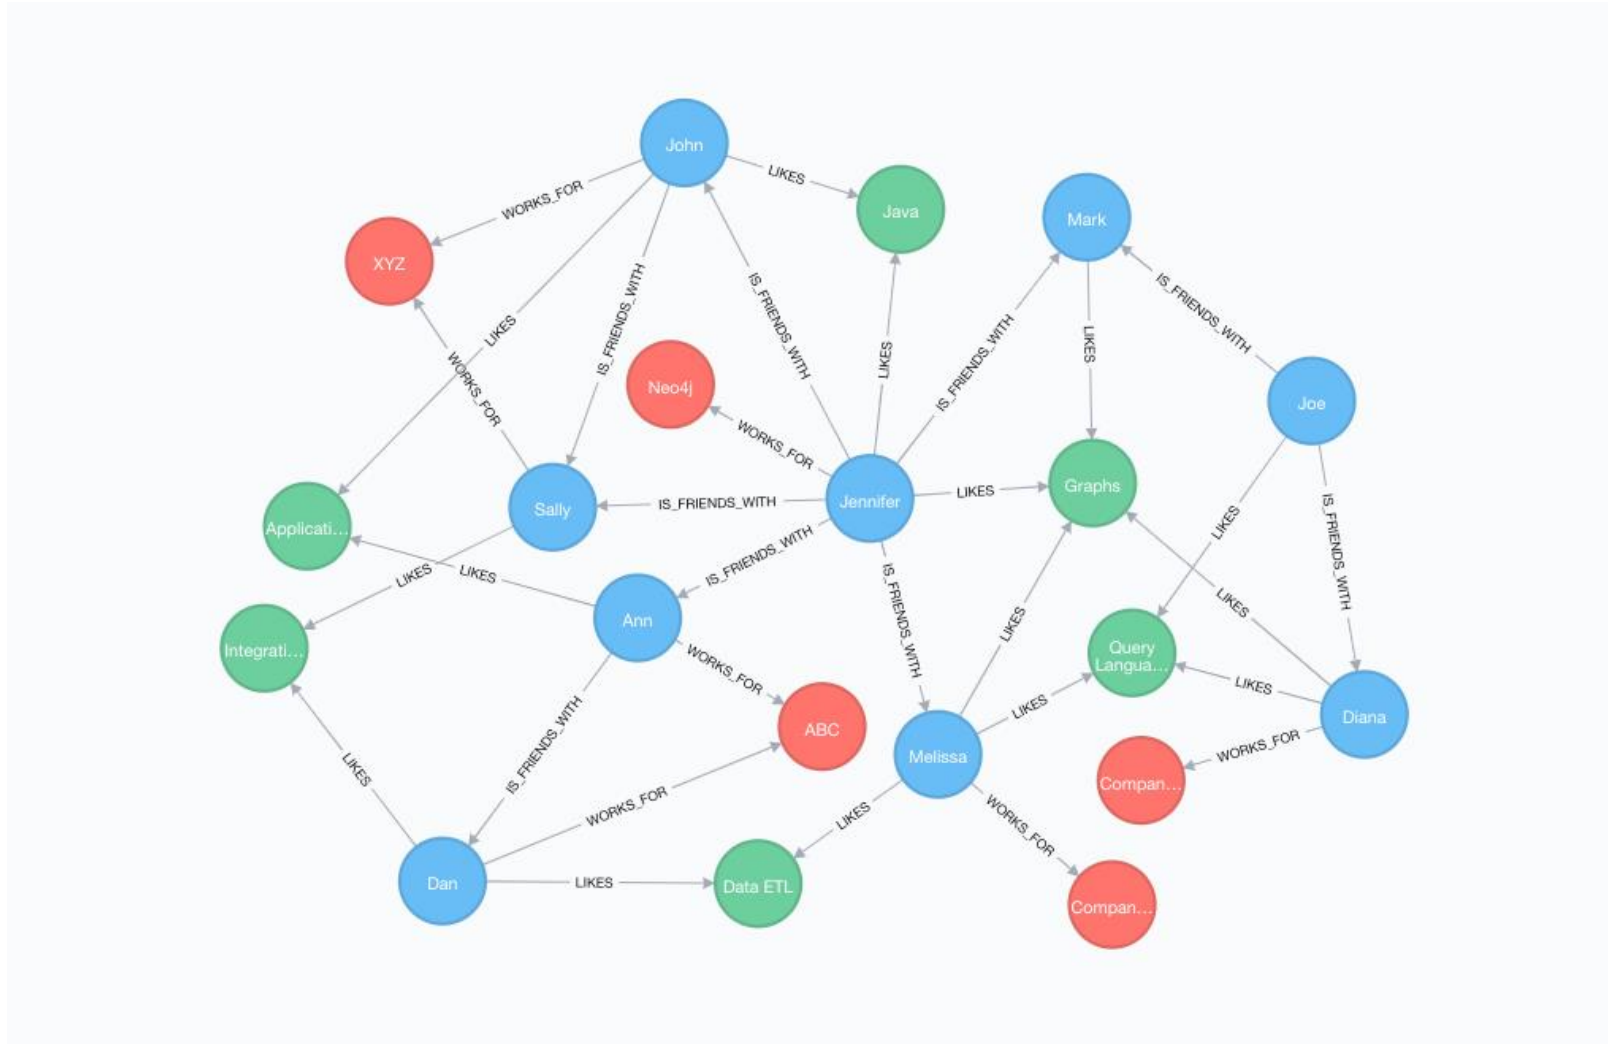 John
LIKES
Java
WORKS_FOR
Mark
XYZ
LIKES
IS_FRIENDS_WITH
IS_FRIENDS_WITH
LIKES
IS_FRIENDS_WITH
LIKES
IS_FRIENDS_WITH
WORKS_FOR
Neo4j
Joe
WORKS_FOR
Sally
IS_FRIENDS_WITH
Jennifer
LIKES
Graphs
Applicati...
LIKES
IS_FRIENDS_WITH
LIKES
LIKES
IS_FRIENDS_WITH
IS_FRIENDS_WITH
LIKES
Integrati...
Ann
LIKES
Query
Langua...
WORKS_FOR
LIKES
LIKES
Diana
ABC
Melissa
WORKS_FOR
Compan...
IS_FRIENDS_WITH
LIKES
WORKS_FOR
LIKES
WORKS_FOR
Dan
LIKES
Data ETL
Compan...